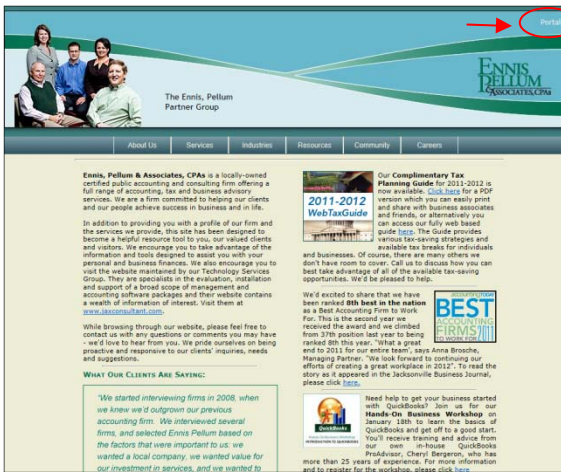 Portal
ENNIS
PELLUM
& ASSOCIATES, CPAs
The Ennis, Pellum
Partner Group
About Us Services Industries Resources Community Careers
Ennis, Pellum & Associates, CPAs is a locally-owned
certified public accounting and consulting firm offering a
full range of accounting, tax and business advisory
services. We are a firm committed to helping our clients
and our people achieve success in business and in life.
In addition to providing you with a profile of our firm and
the services we provide, this site has been designed to
become a helpful resource tool to you, our valued clients
and visitors. We encourage you to take advantage of the
information and tools designed to assist you with your
personal and business finances. We also encourage you to
visit the website maintained by our Technology Services
Group. They are specialists in the evaluation, installation
and support of a broad scope of management and
accounting software packages and their website contains
a wealth of information of interest. Visit them at
www.jaxconsultant.com.
While browsing through our website, please feel free to
contact us with any questions or comments you may have
- we'd love to hear from you. We pride ourselves on being
proactive and responsive to our clients' inquiries, needs
and suggestions.
WHAT OUR CLIENTS ARE SAYING:
"We started interviewing firms in 2008, when
we knew we'd outgrown our previous
accounting firm. We interviewed several
firms, and selected Ennis Pellum based on
the factors that were important to us: we
wanted a local company, we wanted value for
our investment in services, and we wanted to
2011-2012
WebTaxGuide
Our Complimentary Tax
Planning Guide for 2011-2012 is
now available. Click here for a PDF
version which you can easily print
and share with business associates
and friends, or alternatively you
can access our fully web based
guide here. The Guide provides
various tax-saving strategies and
available tax breaks for individuals
and businesses. Of course, there are many others we
don't have room to cover. Call us to discuss how you can
best take advantage of all of the available tax-saving
opportunities. We'd be pleased to help.
We'd excited to share that we have
been ranked 8th best in the nation
as a Best Accounting Firm to Work
For. This is the second year we
received the award and we climbed
from 37th position last year to being
ranked 8th this year. "What a great
end to 2011 for our entire team', says Anna Brosche,
Managing Partner. "We look forward to continuing our
efforts of creating a great workplace in 2012". To read the
story as it appeared in the Jacksonville Business Journal,
please click here.
accountingTODAY
BEST
ACCOUNTING
FIRMS 2011
TO WORK FOR
QuickBooks
Need help to get your business started
with QuickBooks? Join us for our
Hands-On Business Workshop on
January 18th to learn the basics of
QuickBooks and get off to a good start.
You'll receive training and advice from
our in-house QuickBooks
ProAdvisor, Cheryl Bergeron, who has
more than 25 years of experience. For more information
and to register for the workshop, please click here